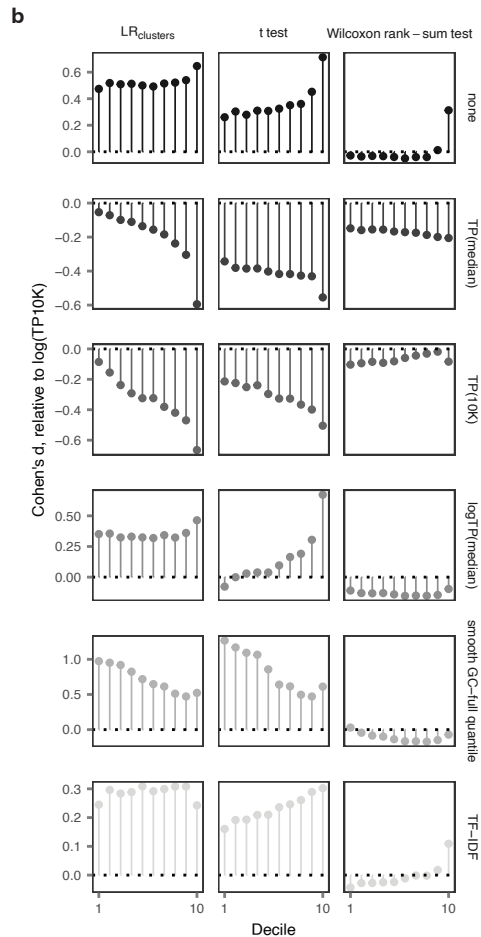 b
LRclusters t test Wilcoxon rank−sum test
0.6
0.4
0.2
0.0
none
0.0
−0.2
−0.4
−0.6
TP(median)
0.0
−0.2
−0.4
−0.6
TP(10K)
0.50
0.25
0.00
logTP(median)
1.0
0.5
0.0
smooth GC−full quantile
0.3
0.2
0.1
0.0
TF−IDF
Cohen's d, relative to log(TP10K)
1 10 1 10 1 10
Decile